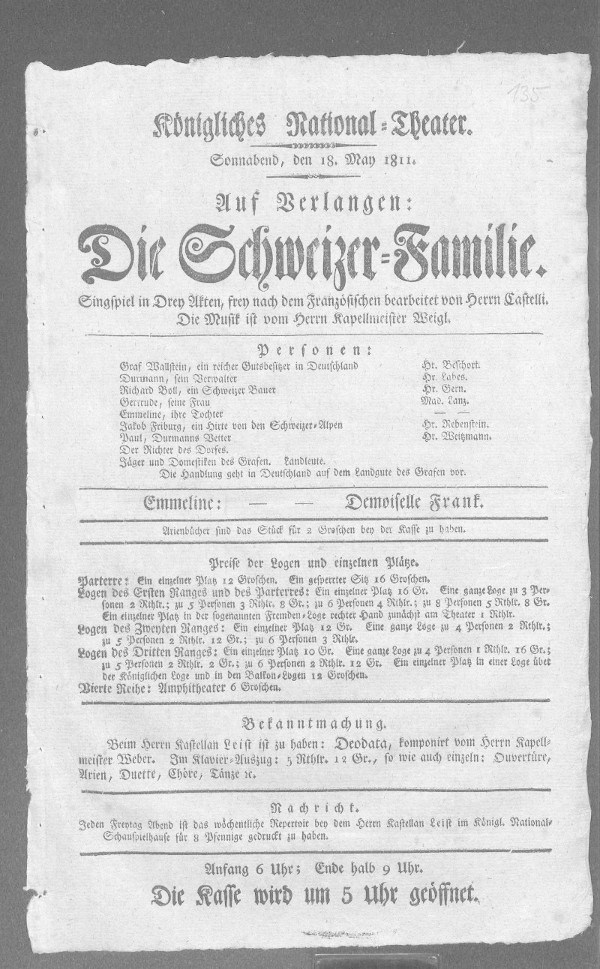 135
Königliches National-Theater.
Sonnabend, den 18. May 1811.
Auf Verlangen:
Die Schweizer-Familie.
Singspiel in Drey Akten, frey nach dem Französischen bearbeitet von Herrn Castelli.
Die Musik ist vom Herrn Kapellmeister Weigl.
Personen:
Graf Wallstein, ein reicher Gutsbesitzer in Deutschland Hr. Beschort.
Durmann, sein Verwalter Hr. Labes.
Richard Boll, ein Schweizer Bauer Hr. Gern.
Gertrude, seine Frau Mad. Lanz.
Emmeline, ihre Tochter — —
Jakob Friburg, ein Hirte von den Schweizer-Alpen Hr. Rebenstein.
Paul, Durmanns Vetter Hr. Weitzmann.
Der Richter des Dorfes.
Jäger und Domestiken des Grafen. Landleute.
Die Handlung geht in Deutschland auf dem Landgute des Grafen vor.
Emmeline: — — Demoiselle Frank.
Arienbücher sind das Stück für 2 Groschen bey der Kasse zu haben.
Preise der Logen und einzelnen Plätze.
Parterre: Ein einzelner Platz 12 Groschen. Ein gesperrter Sitz 16 Groschen.
Logen des Ersten Ranges und des Parterres: Ein einzelner Platz 16 Gr. Eine ganze Loge zu 3 Per-
sonen 2 Rthlr.; zu 5 Personen 3 Rthlr. 8 Gr.; zu 6 Personen 4 Rthlr.; zu 8 Personen 5 Rthlr. 8 Gr.
Ein einzelner Platz in der sogenannten Fremden-Loge rechter Hand zunächst am Theater 1 Rthlr.
Logen des Zweyten Ranges: Ein einzelner Platz 12 Gr. Eine ganze Loge zu 4 Personen 2 Rthlr.;
zu 5 Personen 2 Rthlr. 12 Gr.; zu 6 Personen 3 Rthlr.
Logen des Dritten Ranges: Ein einzelner Platz 10 Gr. Eine ganze Loge zu 4 Personen 1 Rthlr. 16 Gr.;
zu 5 Personen 2 Rthlr. 2 Gr.; zu 6 Personen 2 Rthlr. 12 Gr. Ein einzelner Platz in einer Loge über
der Königlichen Loge und in den Balkon-Logen 12 Groschen.
Vierte Reihe: Amphitheater 6 Groschen.
Bekanntmachung.
Beim Herrn Kastellan Leist ist zu haben: Deodata, komponirt vom Herrn Kapell-
meister Weber. Im Klavier-Auszug: 5 Rthlr. 12 Gr., so wie auch einzeln: Ouvertüre,
Arien, Duette, Chöre, Tänze ꝛc.
Nachricht.
Jeden Freytag Abend ist das wöchentliche Repertoir bey dem Herrn Kastellan Leist im Königl. National-
Schauspielhause für 8 Pfennige gedruckt zu haben.
Anfang 6 Uhr; Ende halb 9 Uhr.
Die Kasse wird um 5 Uhr geöffnet.